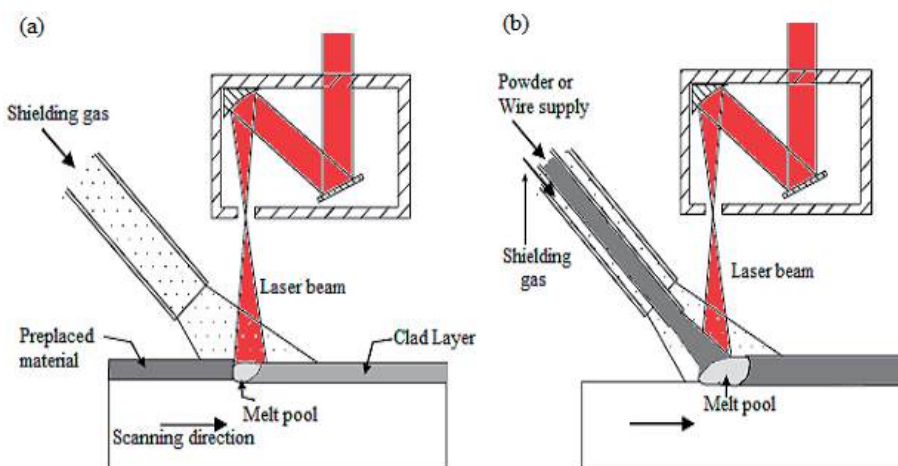 (a)
Shielding gas
Laser beam
Preplaced
material
Clad Layer
Melt pool
Scanning direction
(b)
Powder or
Wire supply
Shielding
gas
Laser beam
Melt pool